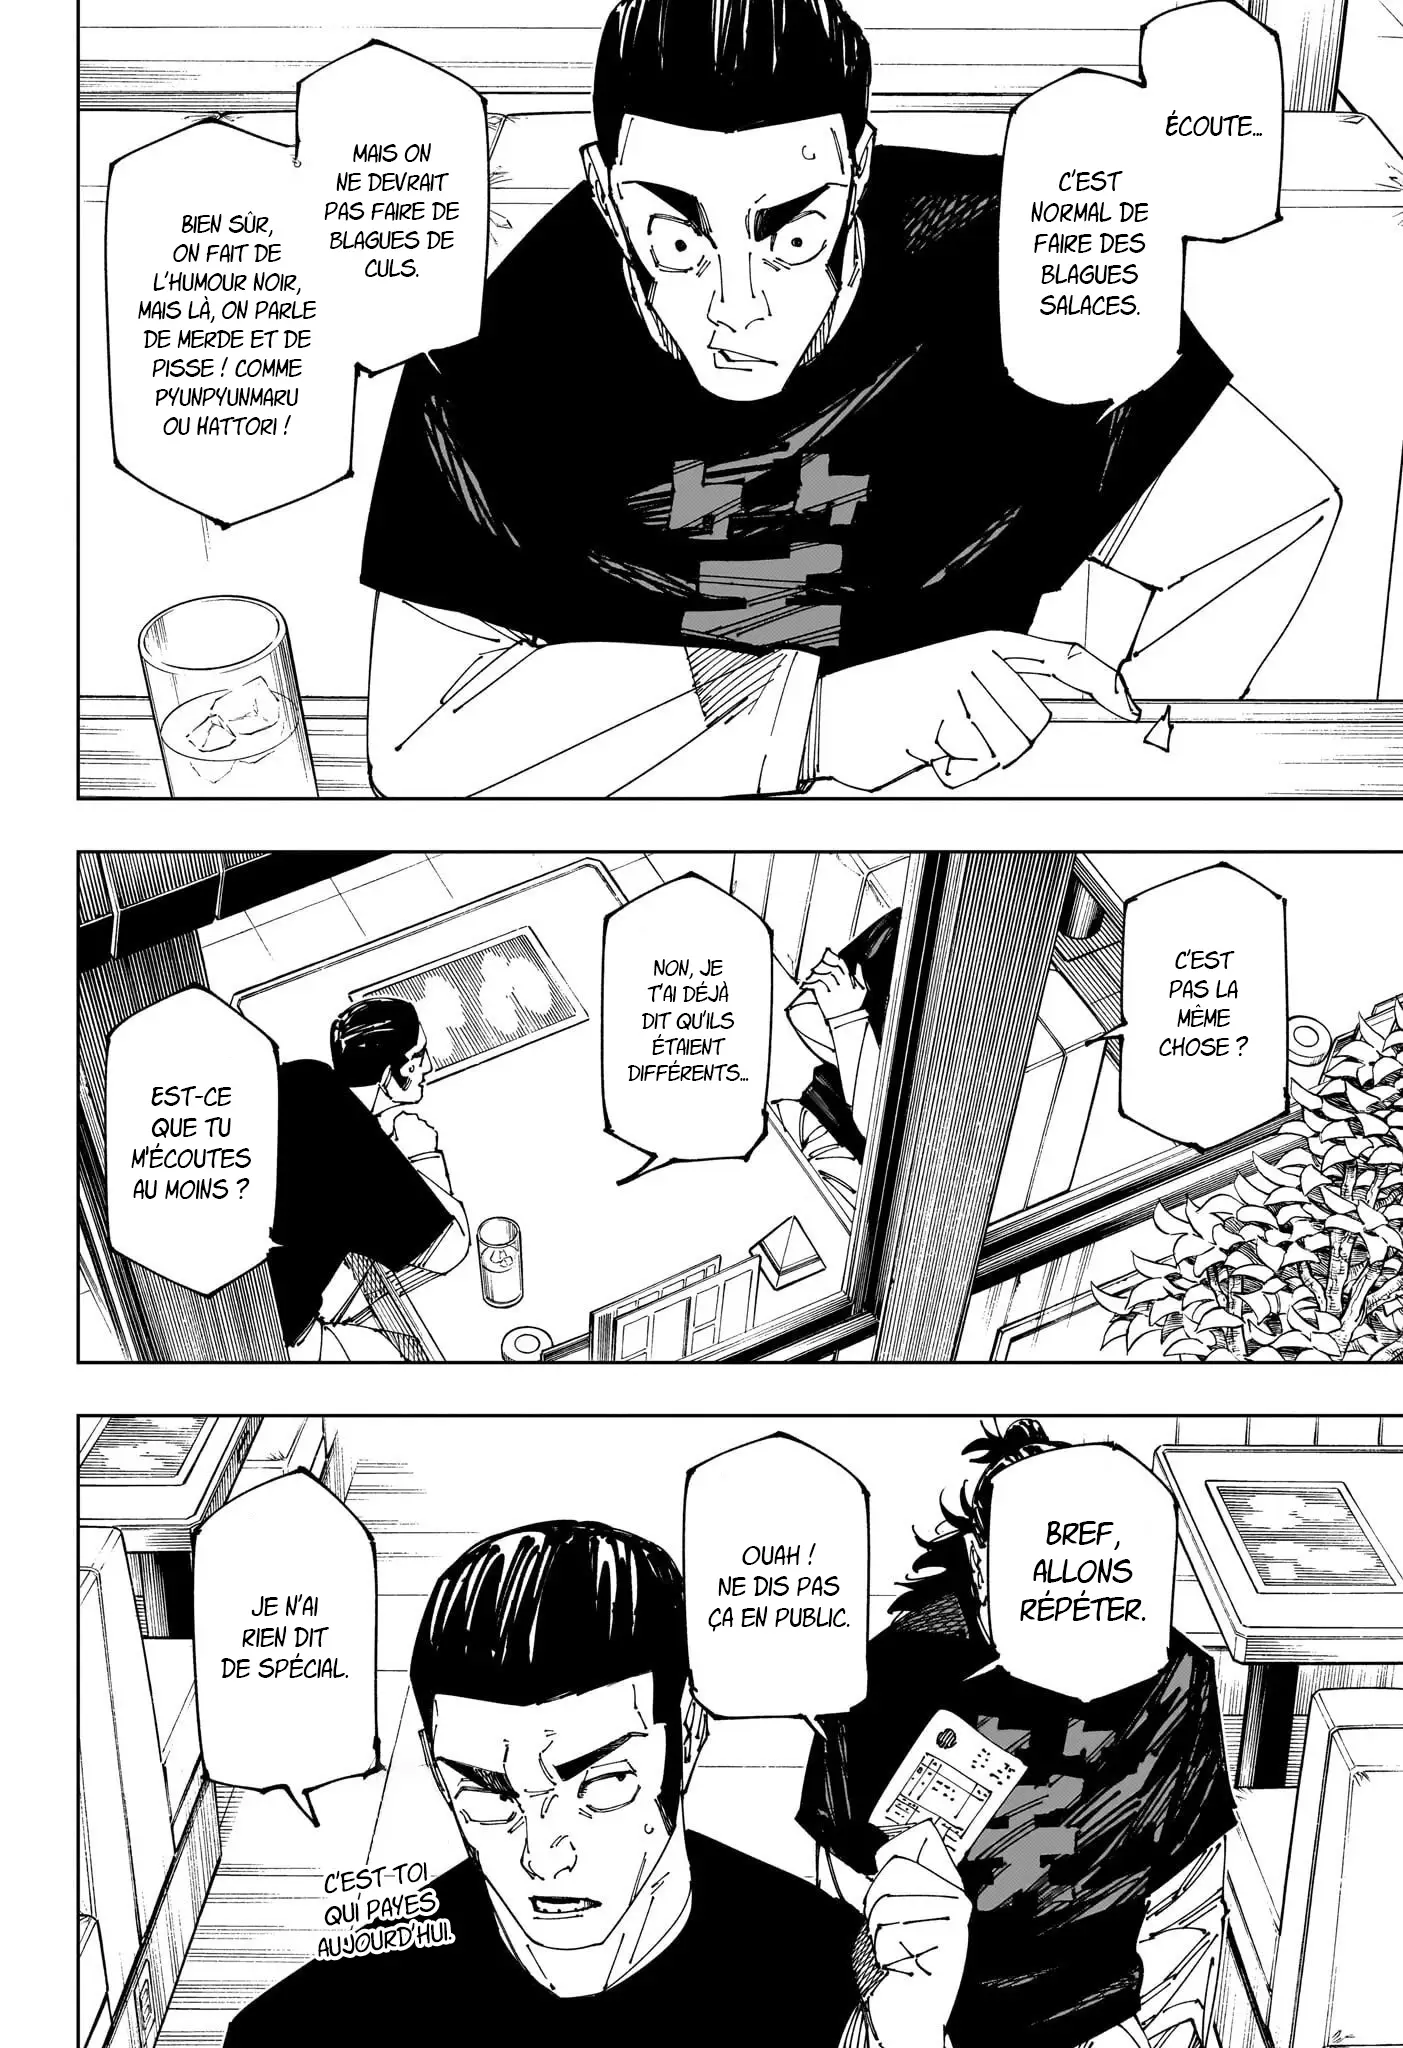 ÉCOUTE...
C'EST
NORMAL DE
FAIRE DES
BLAGUES
SALACES.
MAIS ON
NE DEVRAIT
PAS FAIRE DE
BLAGUES DE
CULS.
BIEN SÛR,
ON FAIT DE
L'HUMOUR NOIR,
MAIS LÀ, ON PARLE
DE MERDE ET DE
PISSE ! COMME
PYUNPYUNMARU
OU HATTORI !
C'EST
PAS LA
MÊME
CHOSE ?
NON, JE
T'AI DÉJÀ
DIT QU'ILS
ÉTAIENT
DIFFÉRENTS...
EST-CE
QUE TU
M'ÉCOUTES
AU MOINS ?
BREF,
ALLONS
RÉPÉTER.
OUAH !
NE DIS PAS
ÇA EN PUBLIC.
JE N'AI
RIEN DIT
DE SPÉCIAL.
C'EST TOI
QUI PAYES
AUJOURD'HUI.